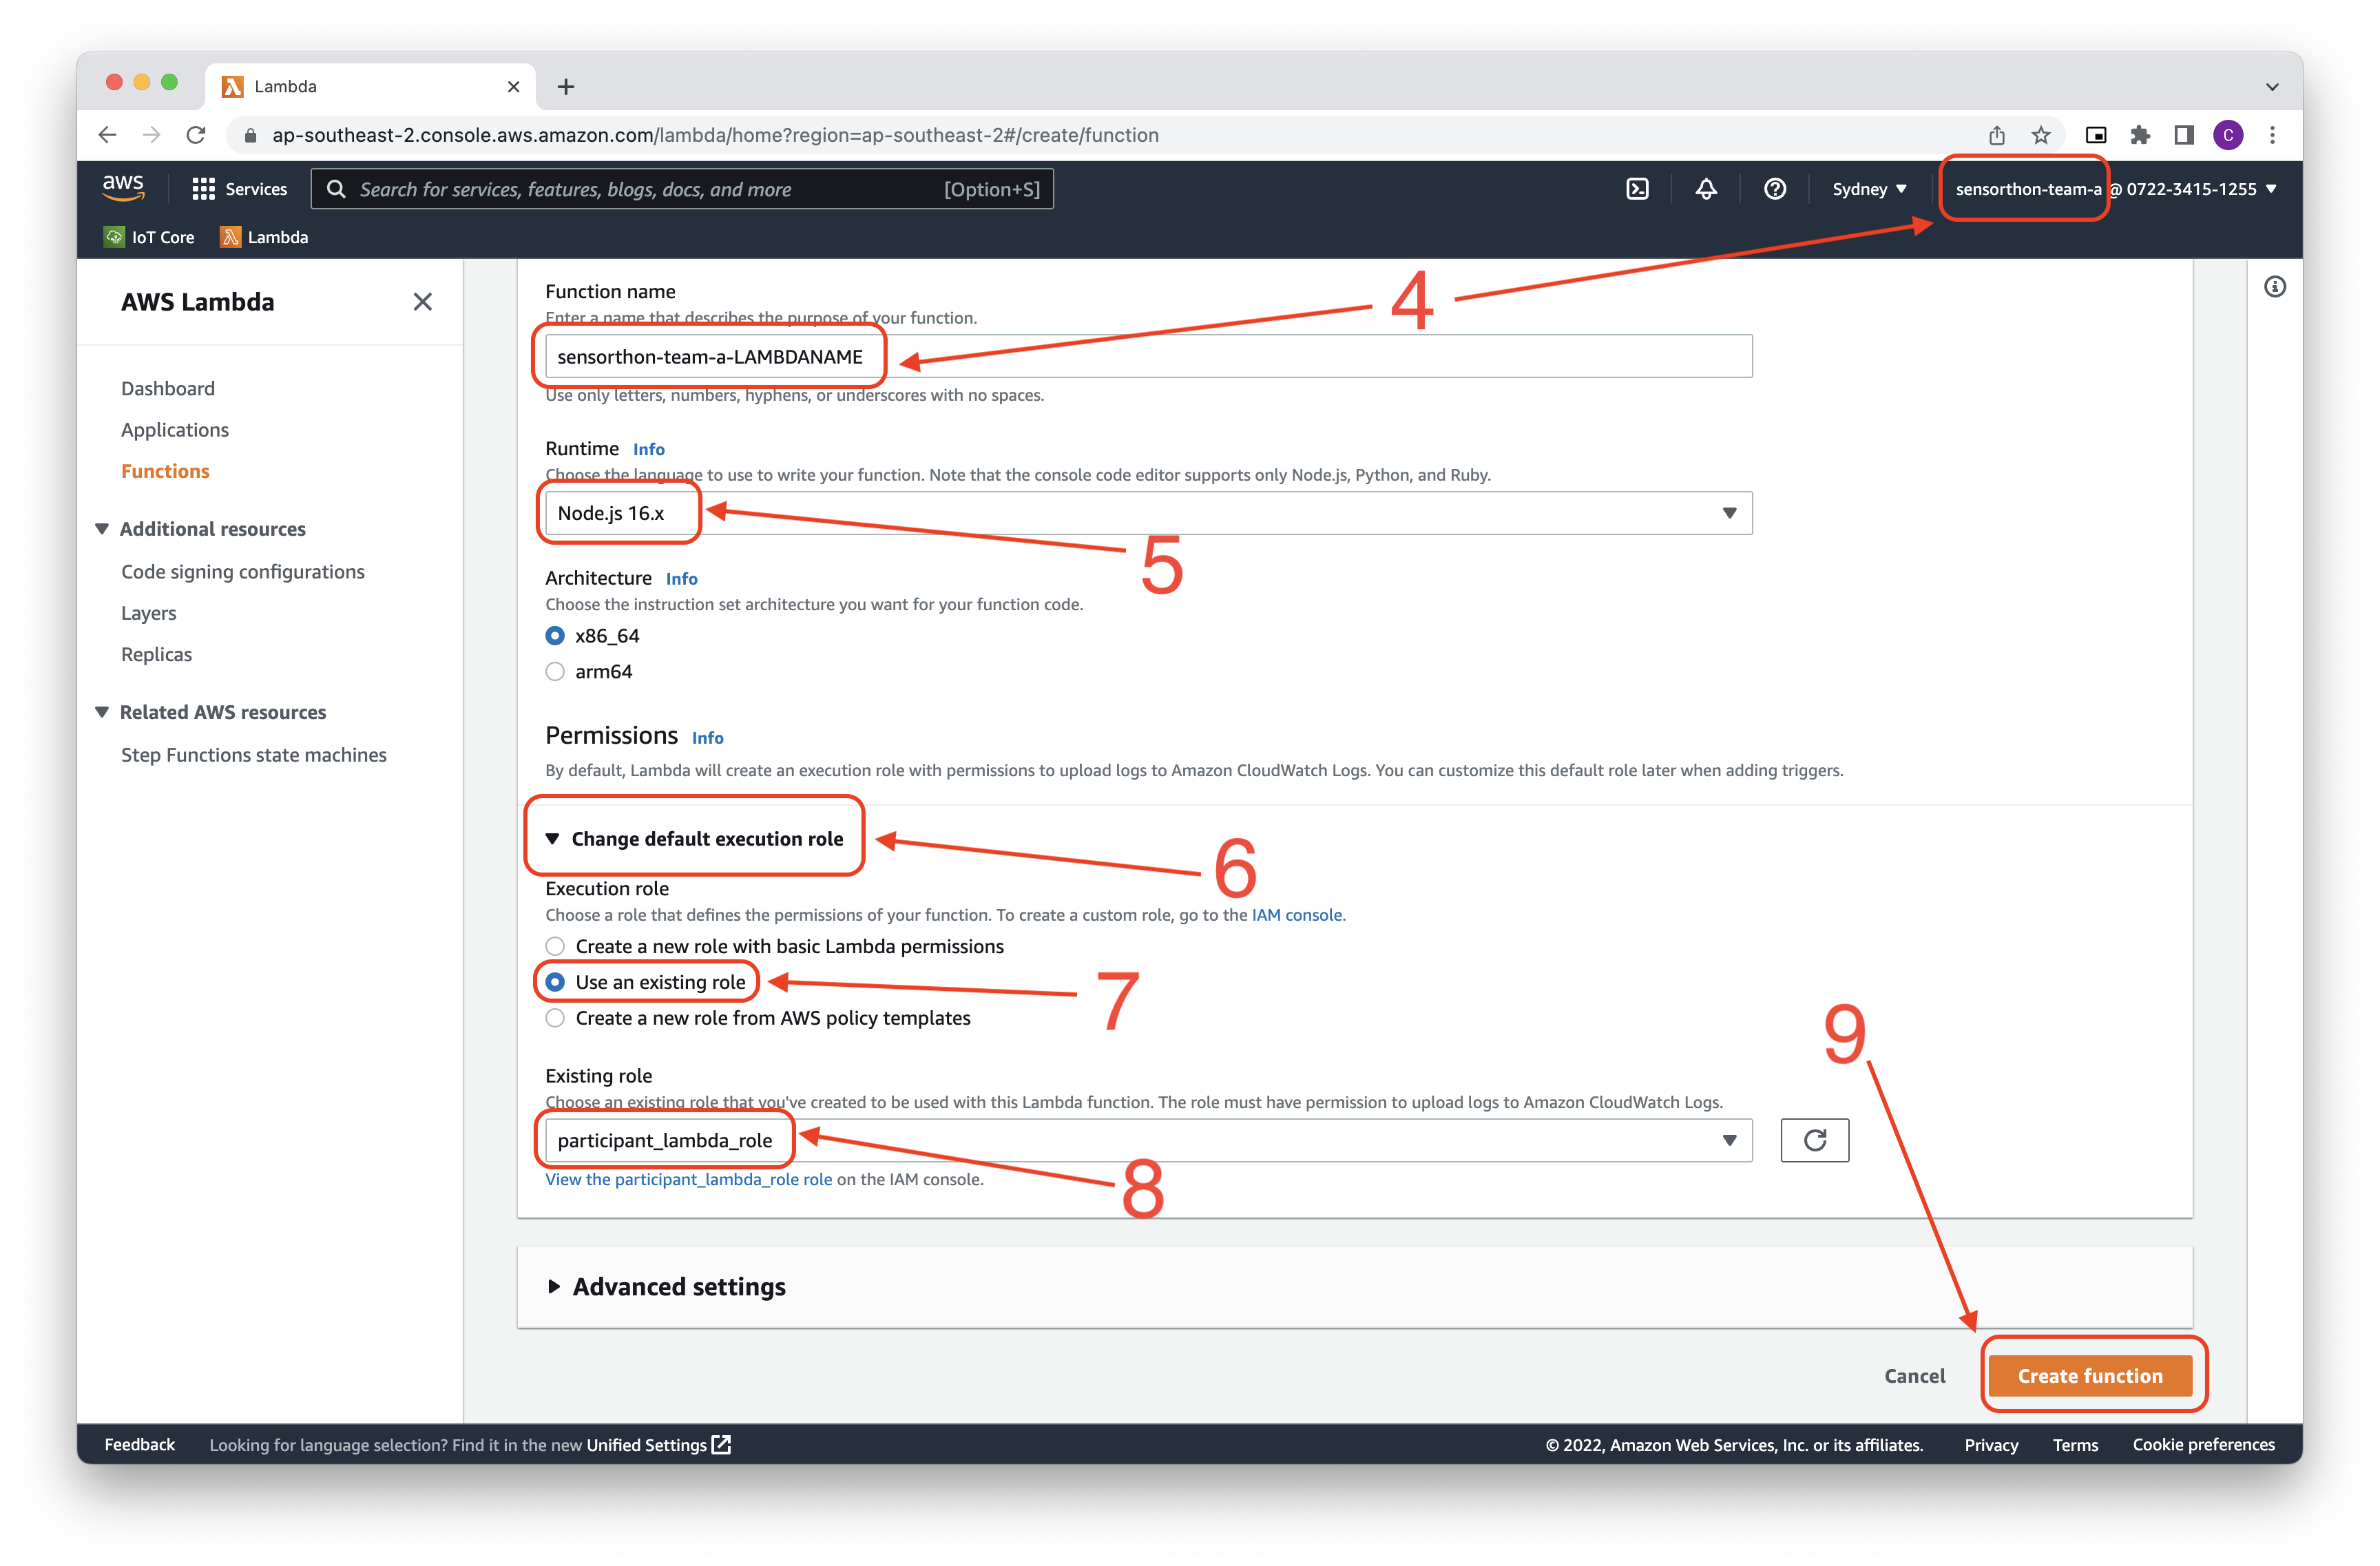 Lambda
ap-southeast-2.console.aws.amazon.com/lambda/home?region=ap-southeast-2#/create/function
C
aws
Services
Search for services, features, blogs, docs, and more
[Option+S]
Sydney
sensorthon-team-a @ 0722-3415-1255
IoT Core
Lambda
AWS Lambda
Dashboard
Applications
Functions
Additional resources
Code signing configurations
Layers
Replicas
Related AWS resources
Step Functions state machines
Function name
Enter a name that describes the purpose of your function.
4
sensorthon-team-a-LAMBDANAME
Use only letters, numbers, hyphens, or underscores with no spaces.
Runtime Info
Choose the language to use to write your function. Note that the console code editor supports only Node.js, Python, and Ruby.
Node.js 16.x
5
Architecture Info
Choose the instruction set architecture you want for your function code.
x86_64
arm64
Permissions Info
By default, Lambda will create an execution role with permissions to upload logs to Amazon CloudWatch Logs. You can customize this default role later when adding triggers.
Change default execution role
6
Execution role
Choose a role that defines the permissions of your function. To create a custom role, go to the IAM console.
Create a new role with basic Lambda permissions
Use an existing role
7
Create a new role from AWS policy templates
9
Existing role
Choose an existing role that you've created to be used with this Lambda function. The role must have permission to upload logs to Amazon CloudWatch Logs.
participant_lambda_role
8
View the participant_lambda_role role on the IAM console.
Advanced settings
Cancel
Create function
Feedback
Looking for language selection? Find it in the new Unified Settings
© 2022, Amazon Web Services, Inc. or its affiliates.
Privacy
Terms
Cookie preferences